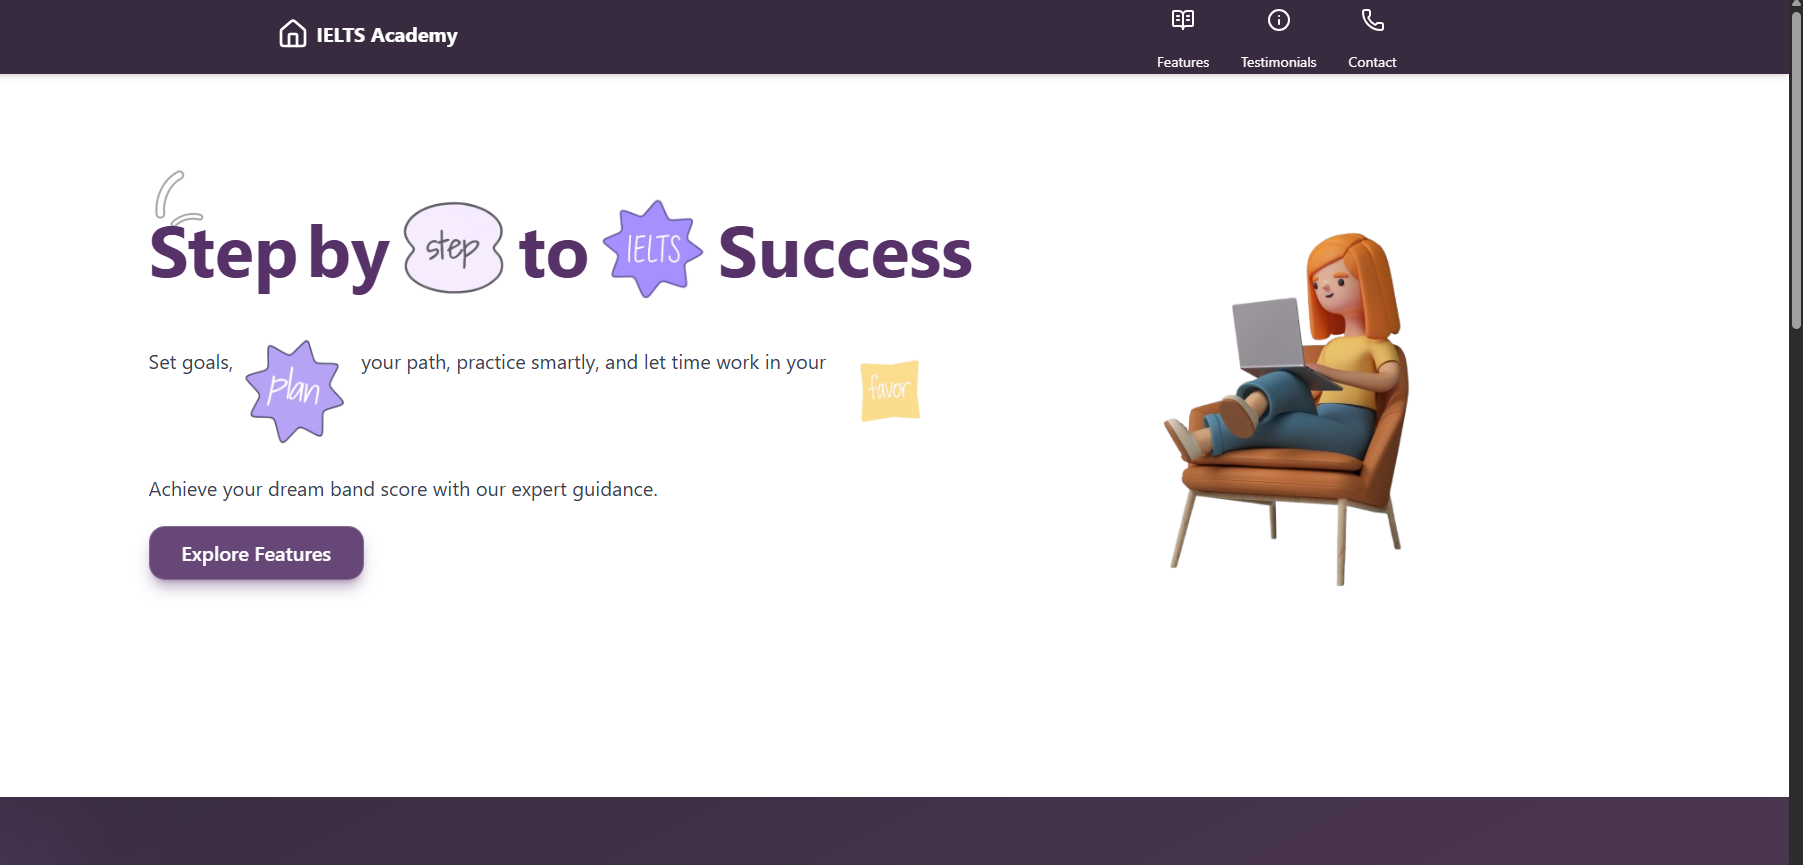 IELTS Academy
Features Testimonials Contact
Step by step to IELTS Success
Set goals, plan your path, practice smartly, and let time work in your favor
Achieve your dream band score with our expert guidance.
Explore Features